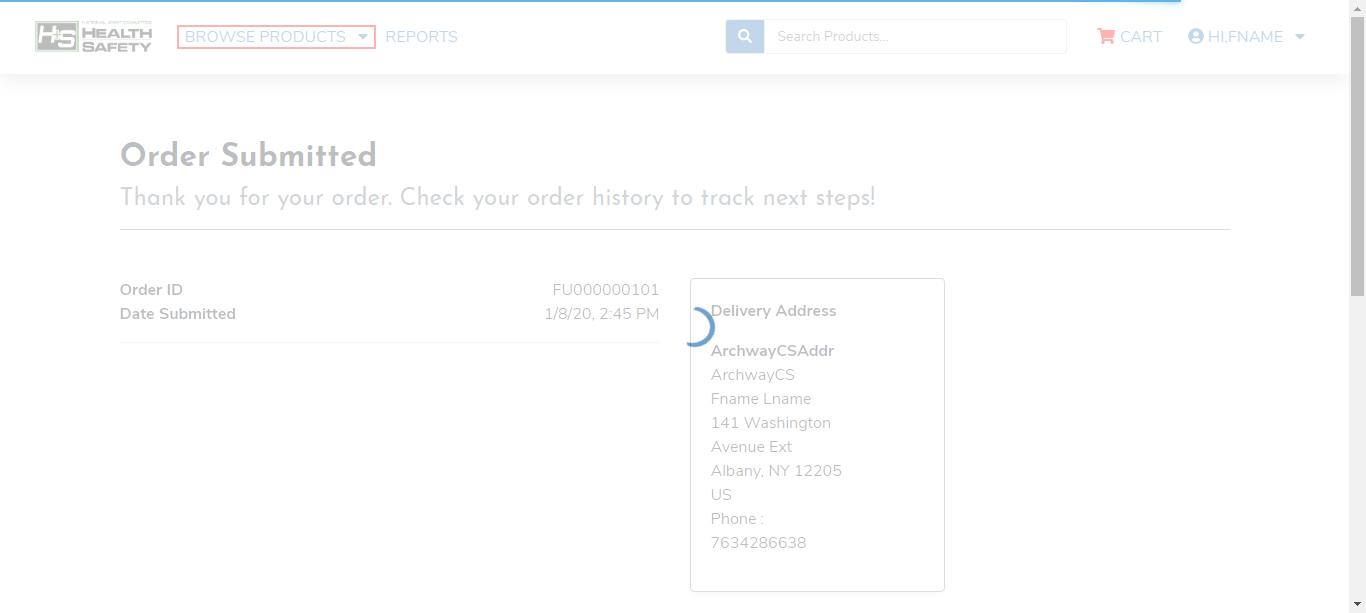 H+S HEALTH
SAFETY
BROWSE PRODUCTS
REPORTS
Search Products...
CART
HI,FNAME
Order Submitted
Thank you for your order. Check your order history to track next steps!
Order ID FU000000101
Date Submitted 1/8/20, 2:45 PM
Delivery Address
ArchwayCSAddr
ArchwayCS
Fname Lname
141 Washington
Avenue Ext
Albany, NY 12205
US
Phone :
7634286638